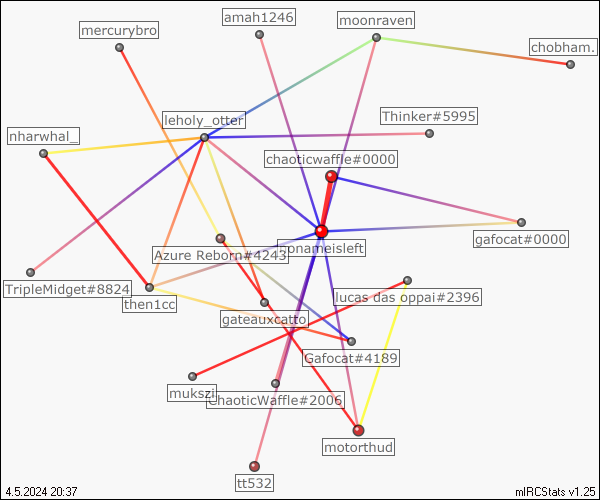 amah1246
moonraven
mercurybro
chobham.
leholy_otter
Thinker#5995
nharwhal_
chaoticwaffle#0000
gafocat#0000
Azure Reborn#4243
nonameisleft
TripleMidget#8824
then1cc
lucas das oppai#2396
gateauxcatto
Gafocat#4189
mukszi
ChaoticWaffle#2006
motorthud
tt532
4.5.2024 20:37
mIRCStats v1.25